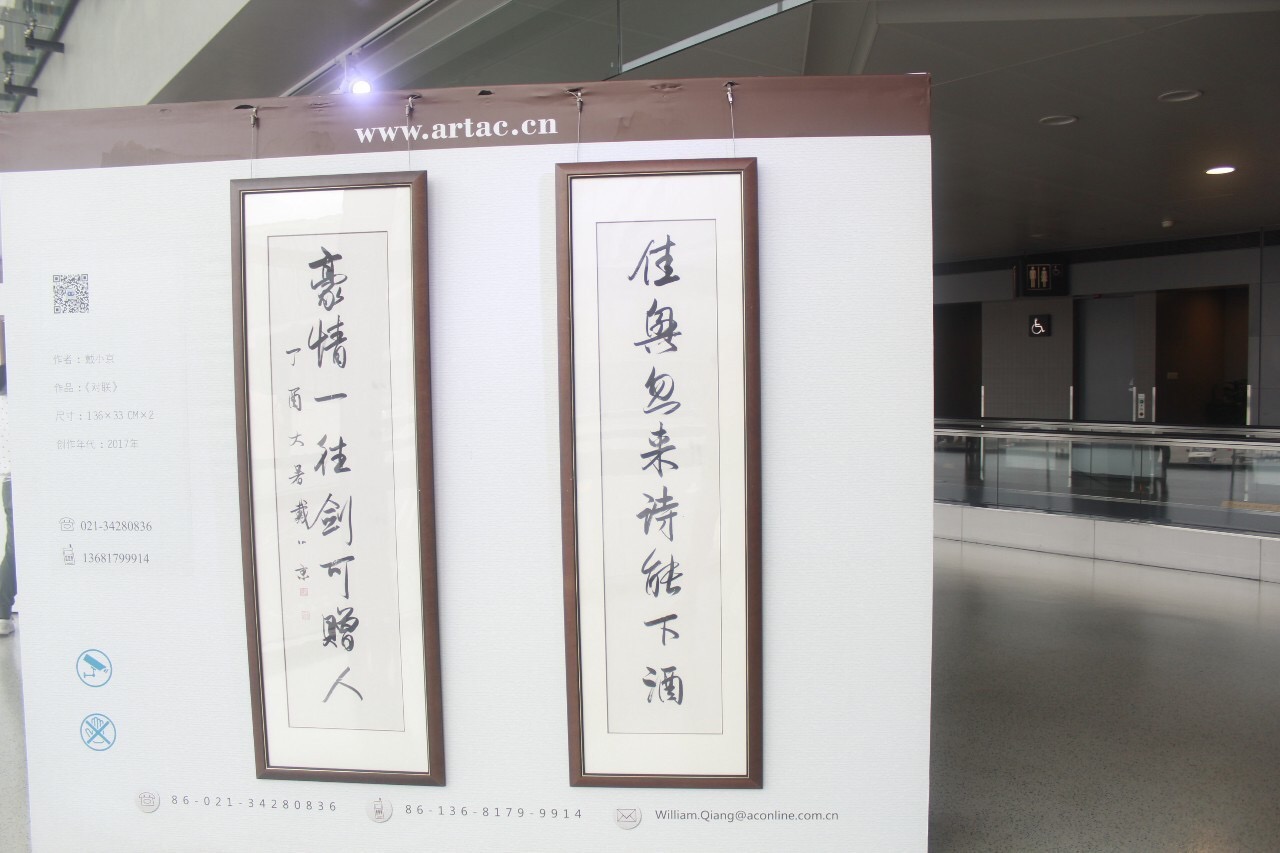 www.artac.cn
佳兴忽来诗能下酒
豪情一往剑可赠人
丁酉大暑戴小京
作者：戴小京
作品：《对联》
尺寸：136×33 CM×2
创作年代：2017年
021-34280836
13681799914
86-021-34280836
86-136-8179-9914
William.Qiang@aconline.com.cn